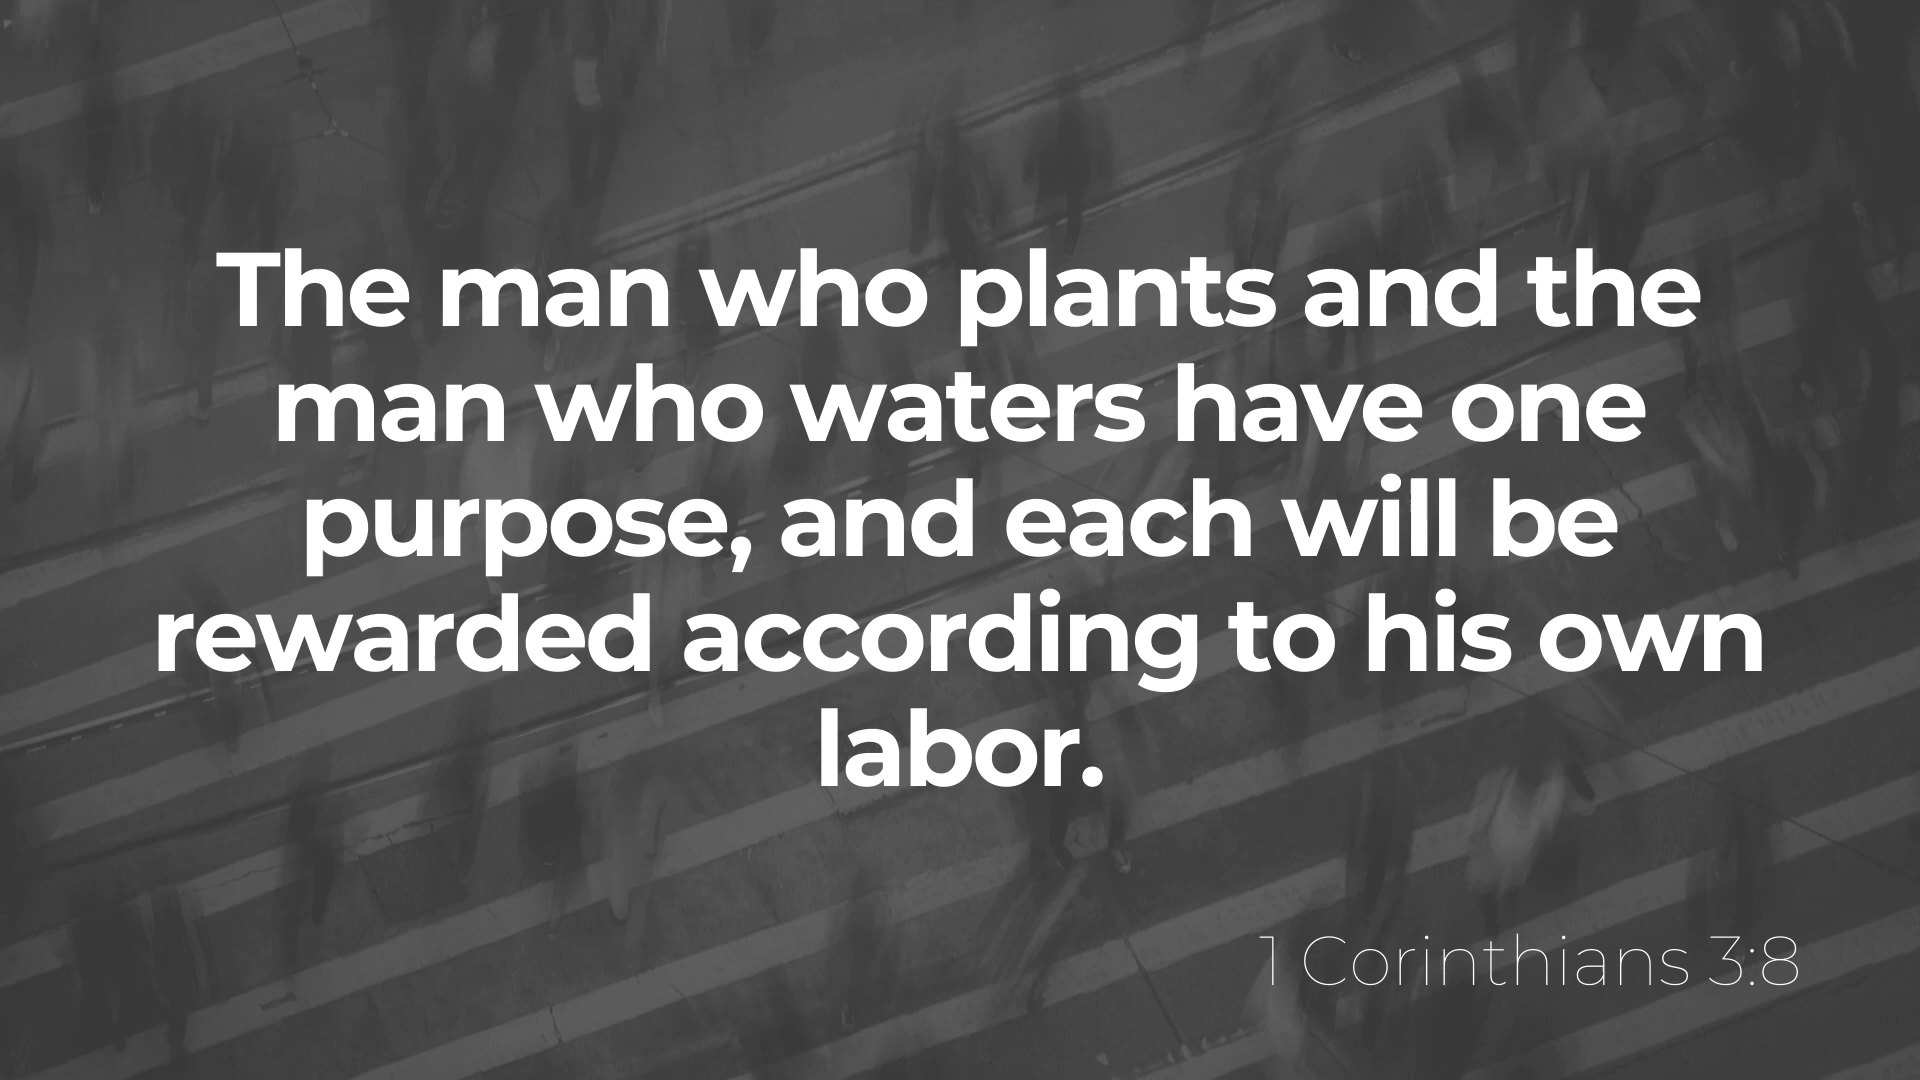 The man who plants and the
man who waters have one
purpose, and each will be
rewarded according to his own
labor.
1 Corinthians 3:8